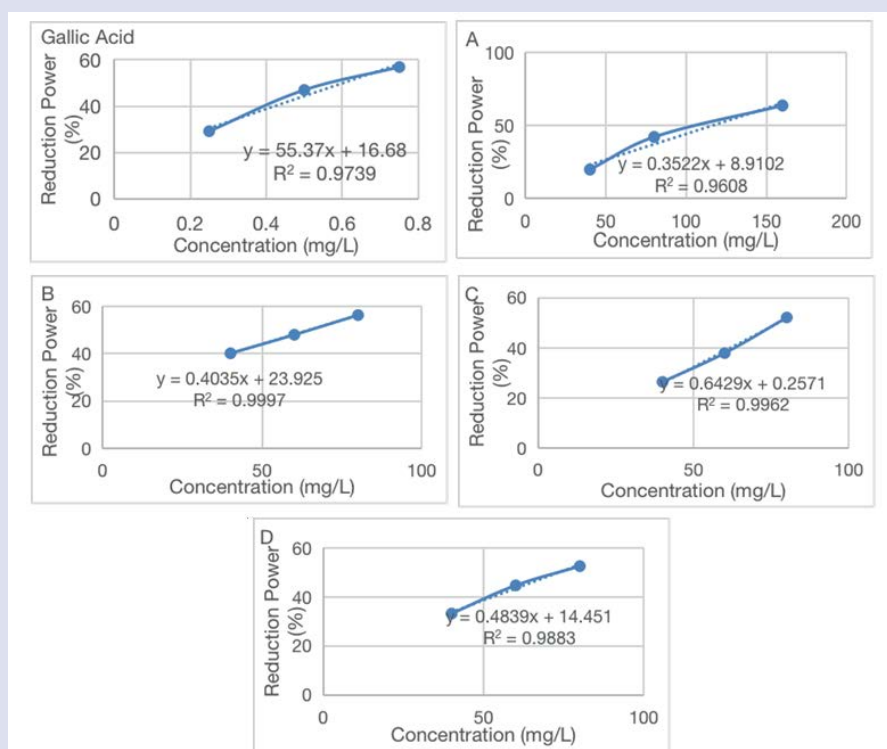 Gallic Acid
Reduction Power
(%)
60
40
20
0
y = 55.37x + 16.68
R² = 0.9739
0 0.2 0.4 0.6 0.8
Concentration (mg/L)
A
Reduction Power
(%)
100
50
0
y = 0.3522x + 8.9102
R² = 0.9608
0 50 100 150 200
Concentration (mg/L)
B
Reduction Power
(%)
60
40
20
0
y = 0.4035x + 23.925
R² = 0.9997
0 50 100
Concentration (mg/L)
C
Reduction Power
(%)
60
40
20
0
y = 0.6429x + 0.2571
R² = 0.9962
0 50 100
Concentration (mg/L)
D
Reduction Power
(%)
60
40
20
0
y = 0.4839x + 14.451
R² = 0.9883
0 50 100
Concentration (mg/L)